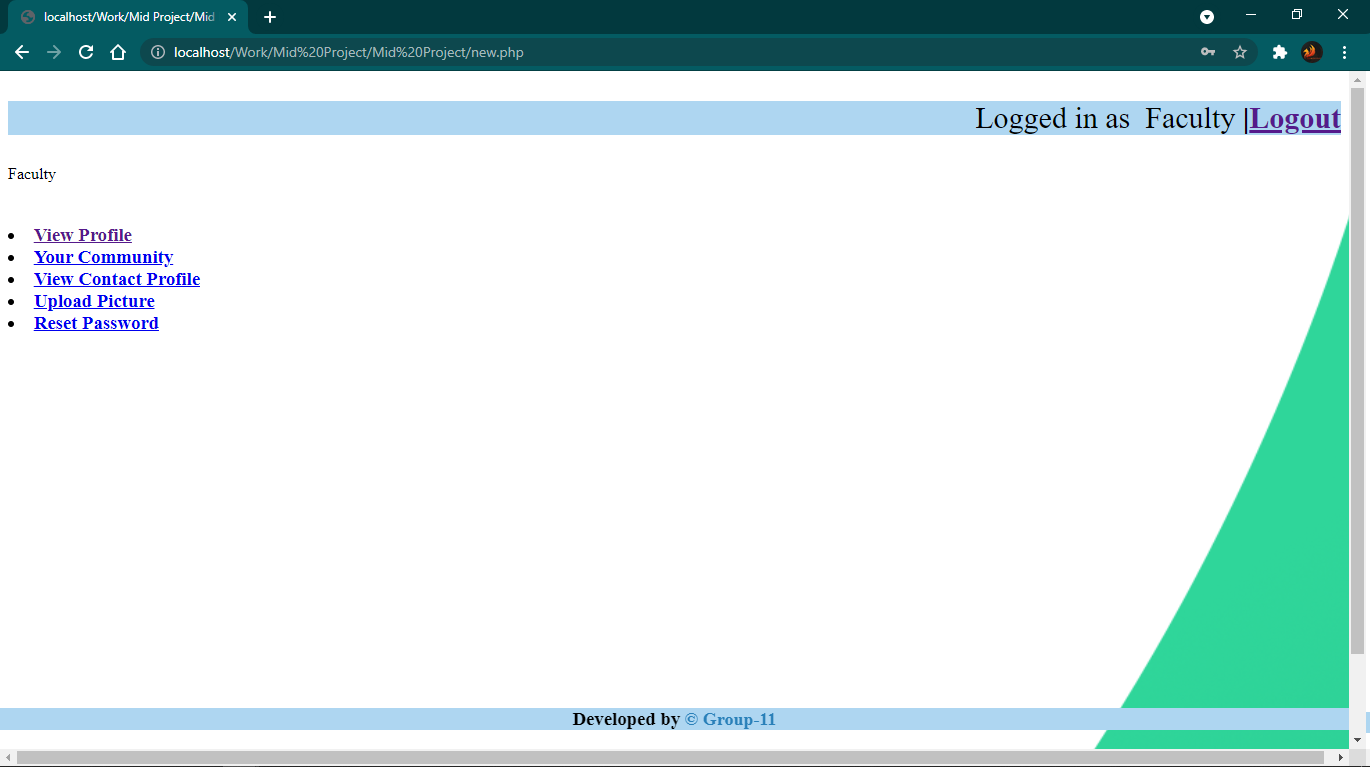 localhost/Work/Mid Project/Mid
localhost/Work/Mid%20Project/Mid%20Project/new.php
Logged in as  Faculty |Logout
Faculty
View Profile
Your Community
View Contact Profile
Upload Picture
Reset Password
Developed by © Group-11